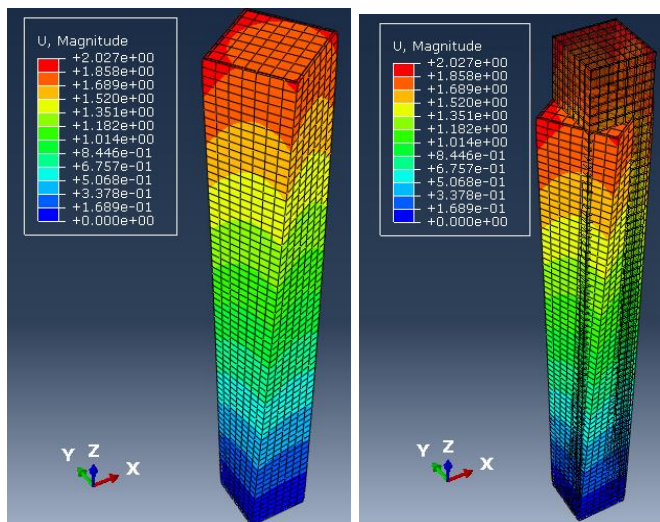 U, Magnitude
+2.027e+00
+1.858e+00
+1.689e+00
+1.520e+00
+1.351e+00
+1.182e+00
+1.014e+00
+8.446e-01
+6.757e-01
+5.068e-01
+3.378e-01
+1.689e-01
+0.000e+00
Y Z X
U, Magnitude
+2.027e+00
+1.858e+00
+1.689e+00
+1.520e+00
+1.351e+00
+1.182e+00
+1.014e+00
+8.446e-01
+6.757e-01
+5.068e-01
+3.378e-01
+1.689e-01
+0.000e+00
Y Z X